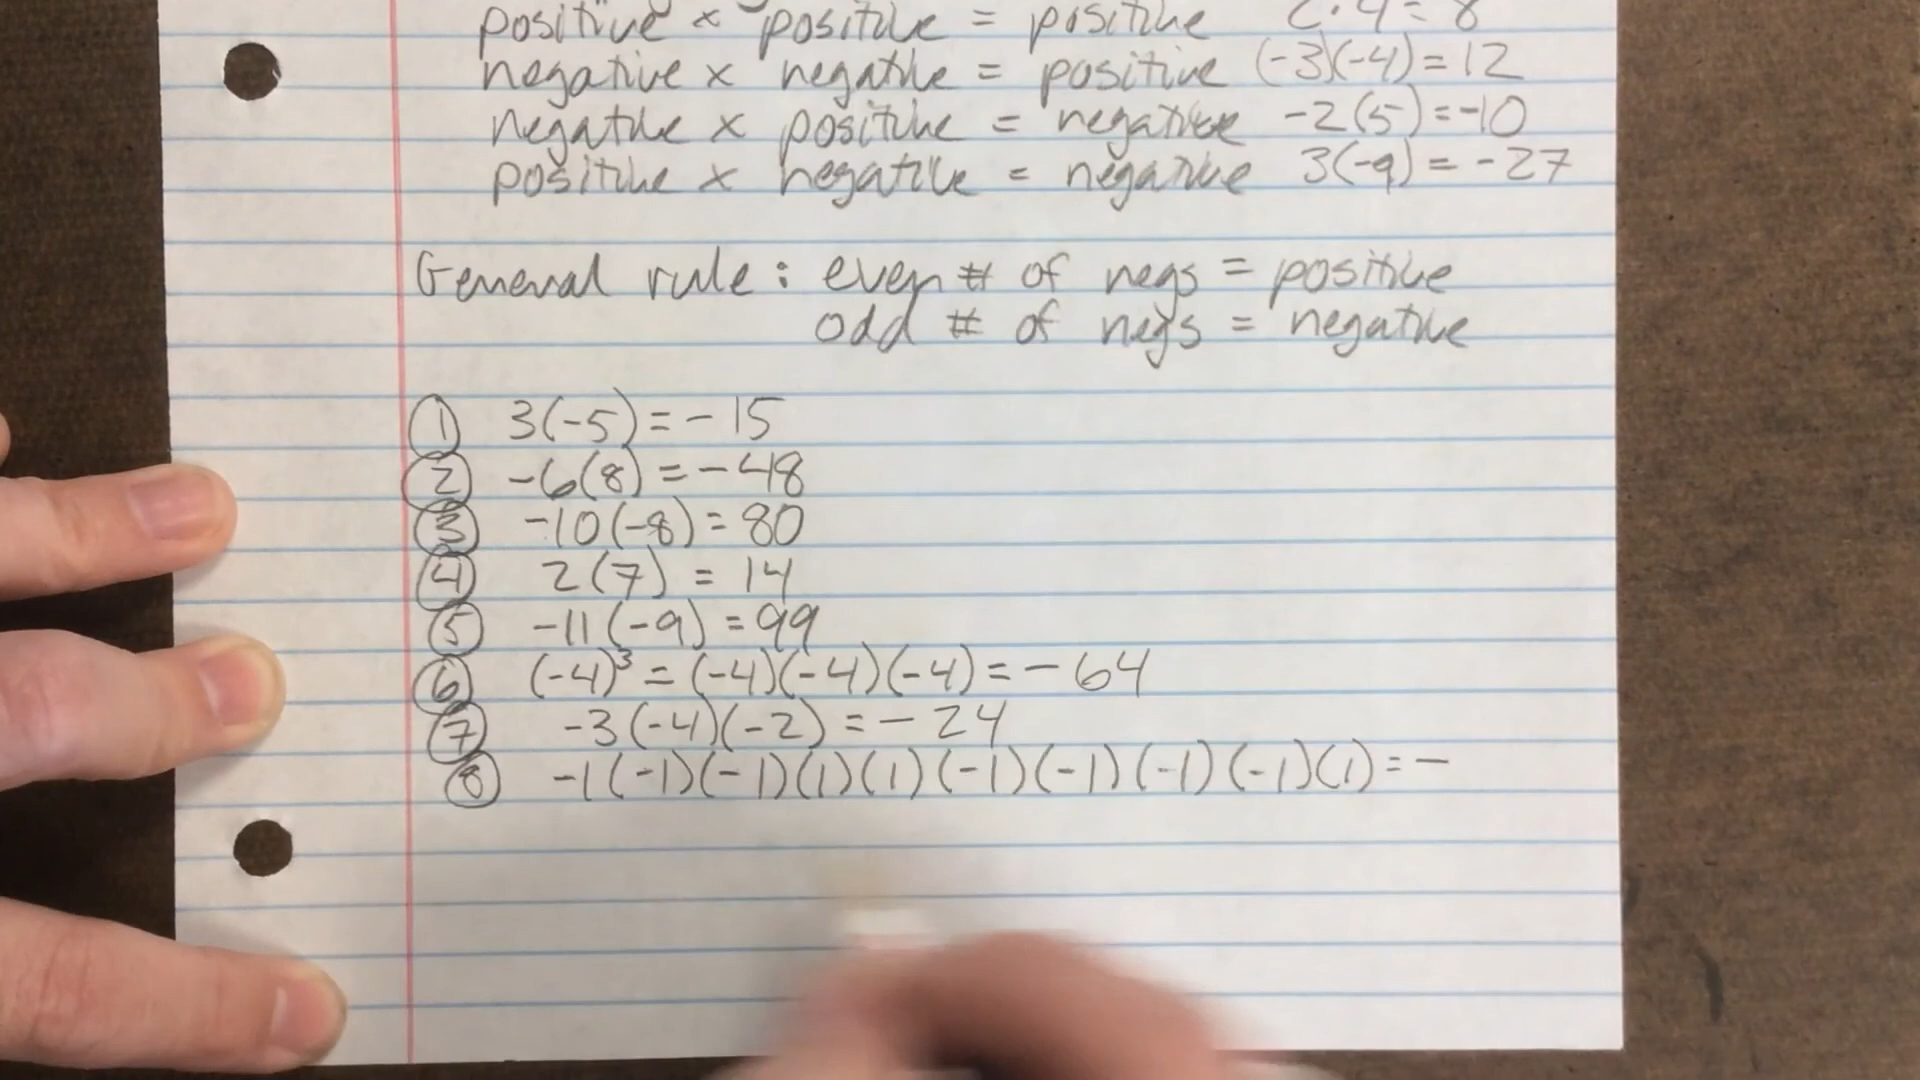 positive × positive = positive 2·4=8
negative × negative = positive (-3)(-4)=12
negative × positive = negative -2(5)=-10
positive × negative = negative 3(-9)=-27
General rule: even # of negs = positive
odd # of negs = negative
① 3(-5)=-15
② -6(8)=-48
③ -10(-8)=80
④ 2(7)=14
⑤ -11(-9)=99
⑥ (-4)³=(-4)(-4)(-4)=-64
⑦ -3(-4)(-2)=-24
⑧ -1(-1)(-1)(1)(1)(-1)(-1)(-1)(-1)(1)=-